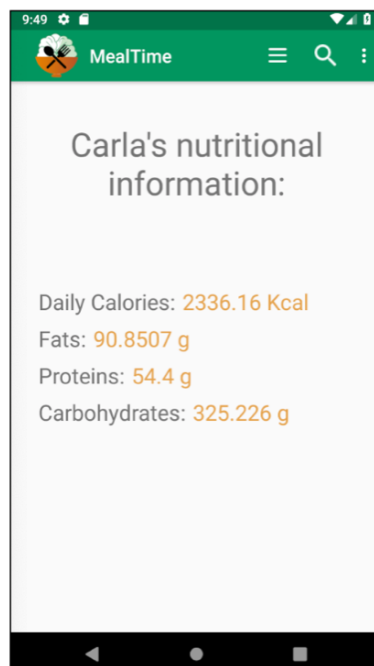 9:49
MealTime
Carla's nutritional
information:
Daily Calories: 2336.16 Kcal
Fats: 90.8507 g
Proteins: 54.4 g
Carbohydrates: 325.226 g